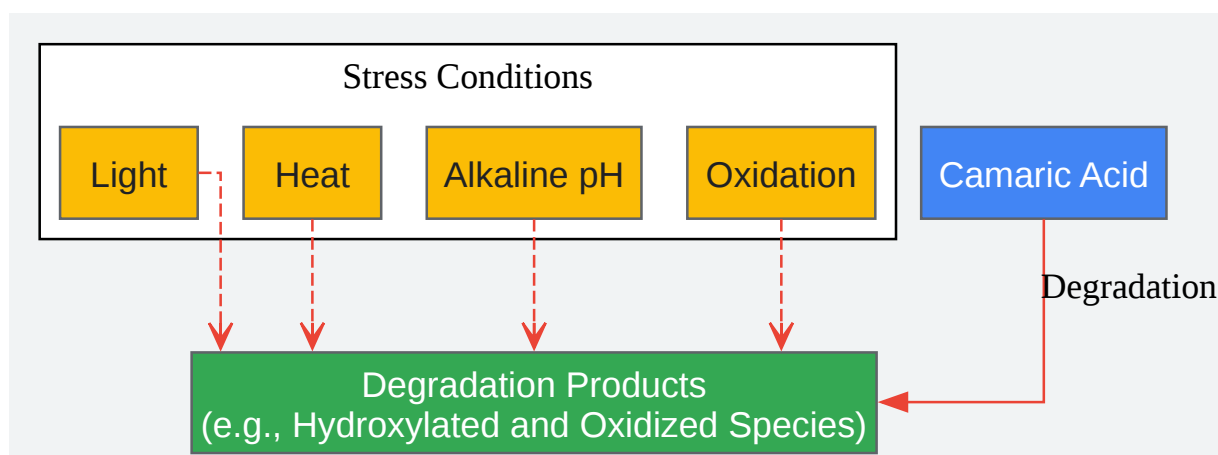 Stress Conditions
Light
Heat
Alkaline pH
Oxidation
Camaric Acid
Degradation
Degradation Products
(e.g., Hydroxylated and Oxidized Species)